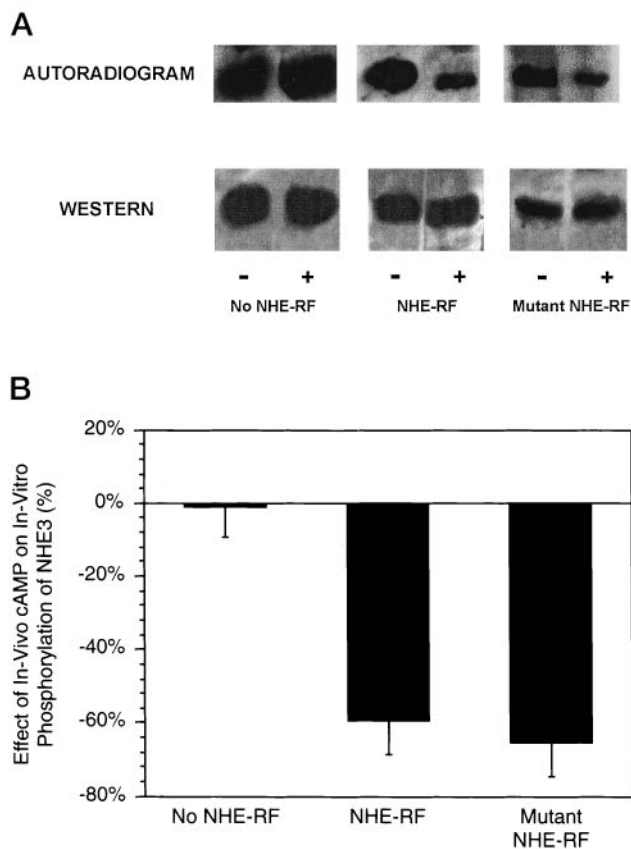 A
AUTORADIOGRAM
WESTERN
- + - + - +
No NHE-RF NHE-RF Mutant NHE-RF
B
Effect of In-Vivo cAMP on In-Vitro
Phosphorylation of NHE3 (%)
20%
0%
-20%
-40%
-60%
-80%
No NHE-RF NHE-RF Mutant
NHE-RF